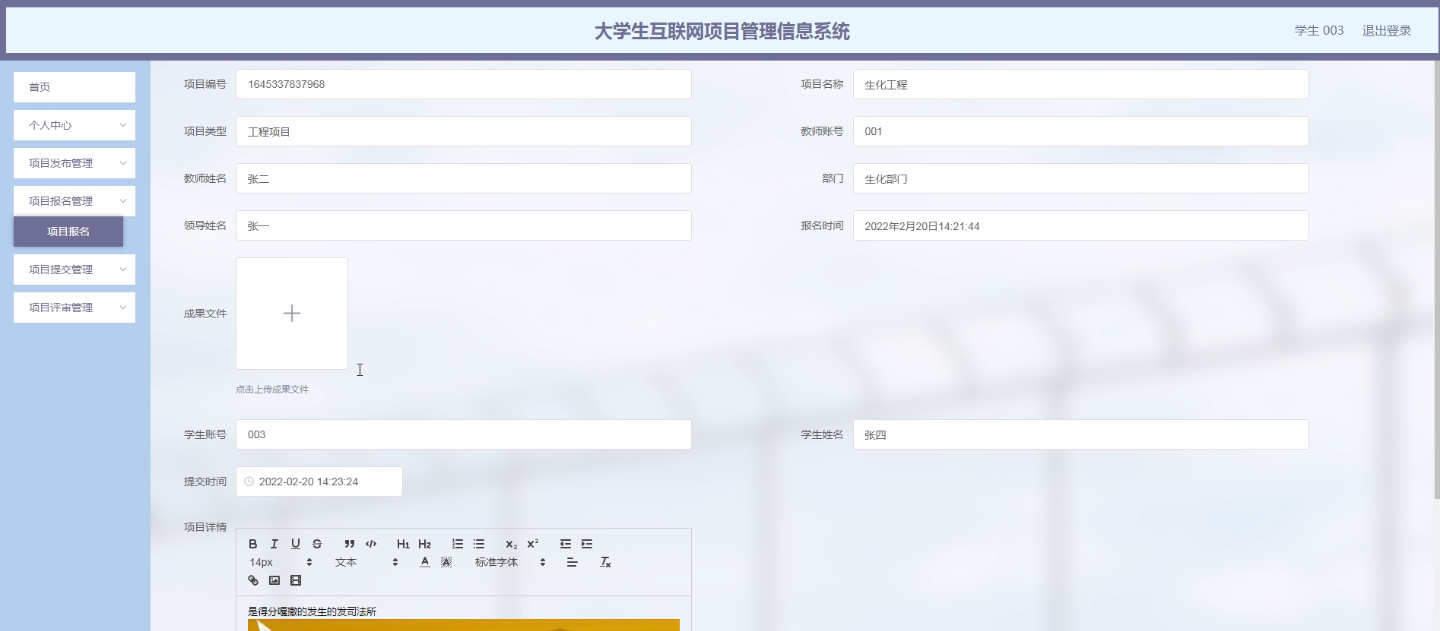 大学生互联网项目管理信息系统
学生 003 退出登录
首页
个人中心
项目发布管理
项目报名管理
项目报名
项目提交管理
项目评审管理
项目编号 1645337837968 项目名称 生化工程
项目类型 工程项目 教师账号 001
教师姓名 张二 部门 生化部门
领导姓名 张一 报名时间 2022年2月20日14:21:44
成果文件
点击上传成果文件
学生账号 003 学生姓名 张四
提交时间 2022-02-20 14:23:24
项目详情
B I U S H1 H2 X₂ X²
14px 文本 A A 标准字体 Tx
是得分嘬撒的发生的发司法所